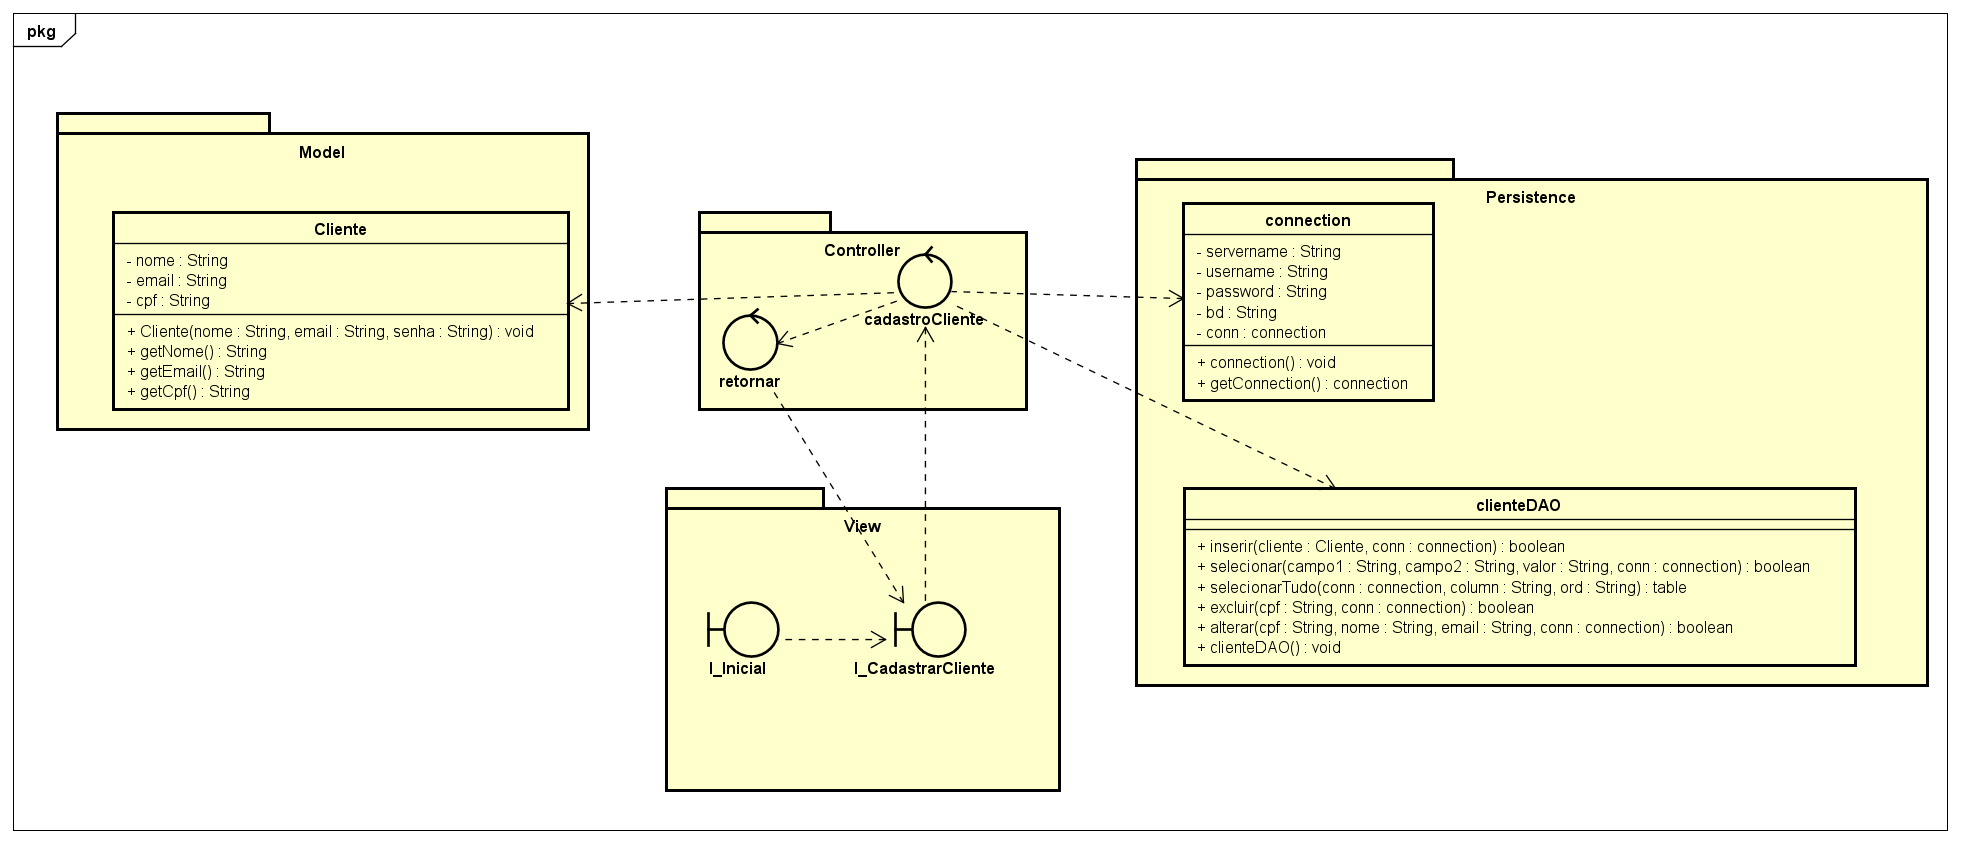 pkg
Model
Cliente
- nome : String
- email : String
- cpf : String
+ Cliente(nome : String, email : String, senha : String) : void
+ getNome() : String
+ getEmail() : String
+ getCpf() : String
Controller
cadastroCliente
retornar
View
I_Inicial
I_CadastrarCliente
Persistence
connection
- servername : String
- username : String
- password : String
- bd : String
- conn : connection
+ connection() : void
+ getConnection() : connection
clienteDAO
+ inserir(cliente : Cliente, conn : connection) : boolean
+ selecionar(campo1 : String, campo2 : String, valor : String, conn : connection) : boolean
+ selecionarTudo(conn : connection, column : String, ord : String) : table
+ excluir(cpf : String, conn : connection) : boolean
+ alterar(cpf : String, nome : String, email : String, conn : connection) : boolean
+ clienteDAO() : void